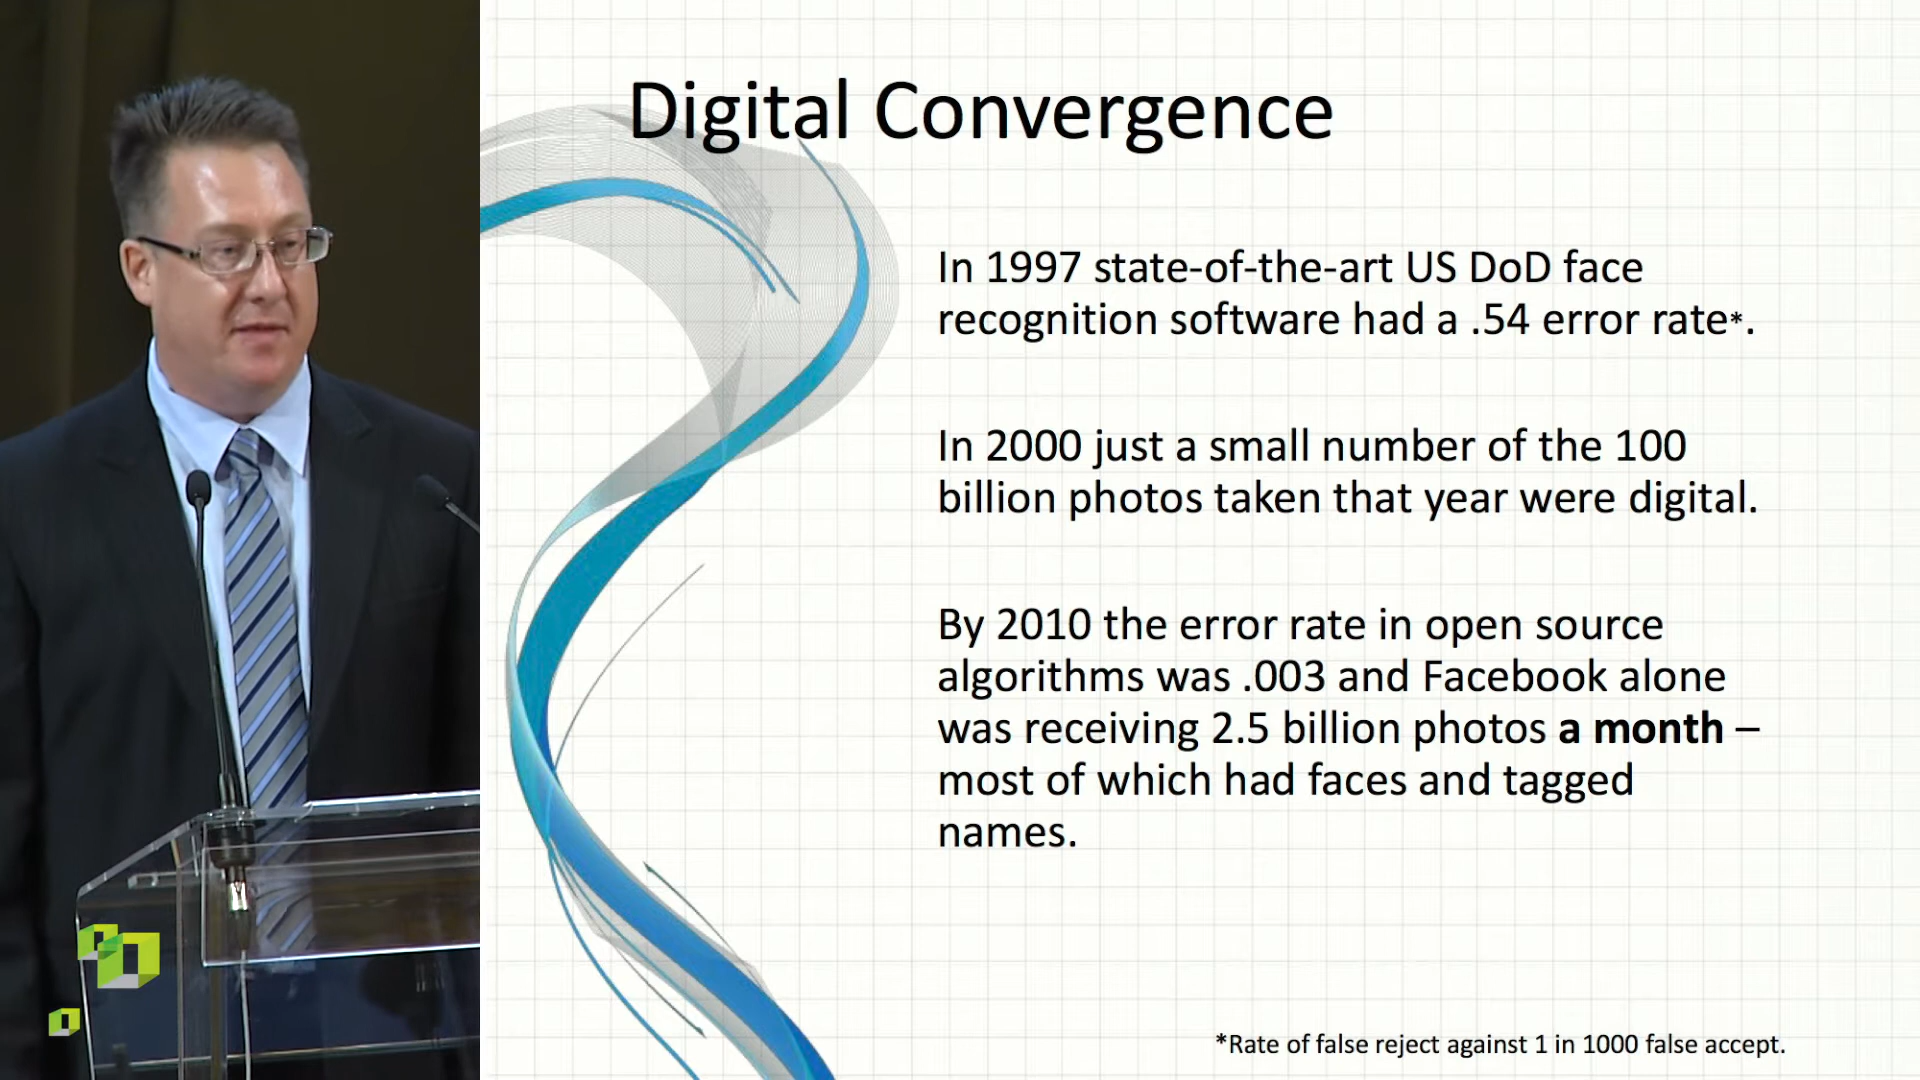 Digital Convergence
In 1997 state-of-the-art US DoD face
recognition software had a .54 error rate*.
In 2000 just a small number of the 100
billion photos taken that year were digital.
By 2010 the error rate in open source
algorithms was .003 and Facebook alone
was receiving 2.5 billion photos a month –
most of which had faces and tagged
names.
*Rate of false reject against 1 in 1000 false accept.